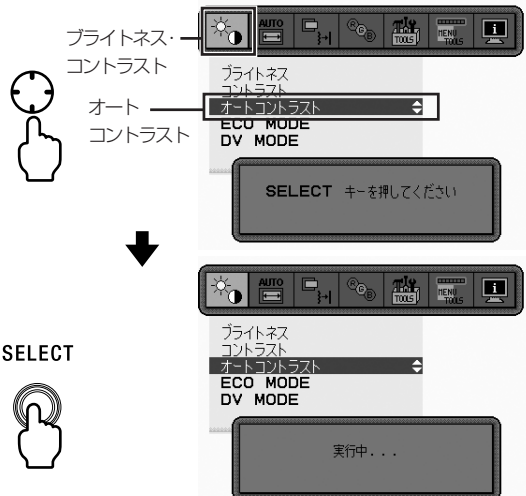 ブライトネス・
コントラスト
オート
コントラスト
AUTO
RGB
TOOLS
MENU
TOOLS
i
ブライトネス
コントラスト
オートコントラスト
ECO MODE
DV MODE
SELECT キーを押してください
SELECT
AUTO
RGB
TOOLS
MENU
TOOLS
i
ブライトネス
コントラスト
オートコントラスト
ECO MODE
DV MODE
実行中...